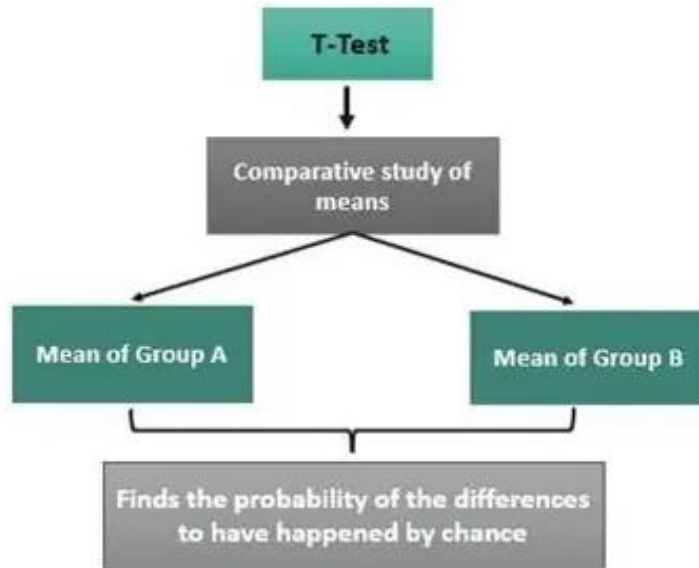 T-Test
Comparative study of
means
Mean of Group A
Mean of Group B
Finds the probability of the differences
to have happened by chance